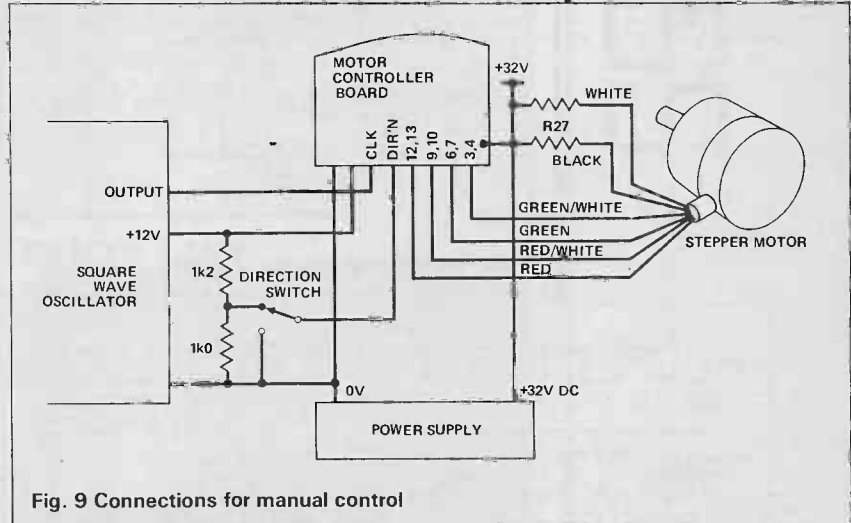 MOTOR
CONTROLLER
BOARD
+32V
WHITE
CLK
DIR'N
12,13
9,10
6,7
3,4
R27
BLACK
OUTPUT
GREEN/WHITE
+12V
GREEN
STEPPER MOTOR
RED/WHITE
RED
SQUARE
WAVE
OSCILLATOR
1k2
DIRECTION
SWITCH
1k0
0V
+32V DC
POWER SUPPLY
Fig. 9 Connections for manual control